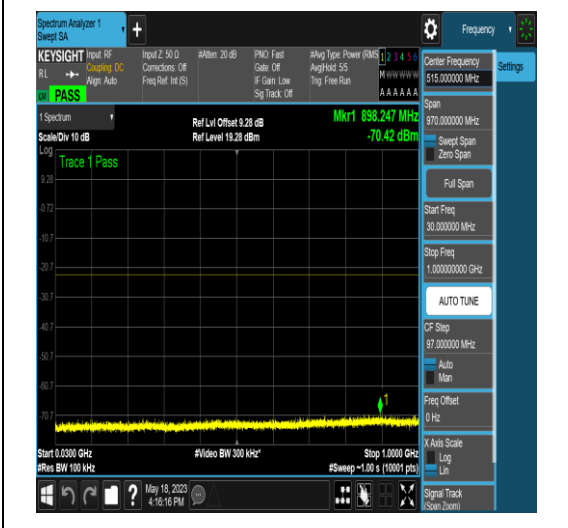 Spectrum Analyzer 1
Swept SA
+
Frequency
KEYSIGHT
RL
PASS
Input: RF
Coupling: DC
Align: Auto
Input Z: 50 Ω
Corrections: Off
Freq Ref: Int (S)
#Atten: 20 dB
PNO: Fast
Gate: Off
IF Gain: Low
Sig Track: Off
#Avg Type: Power (RMS
Avg|Hold: 5/5
Trig: Free Run
1 2 3 4 5 6
M W W W W W
A A A A A A
1 Spectrum
Scale/Div 10 dB
Ref Lvl Offset 9.28 dB
Ref Level 19.28 dBm
Mkr1 898.247 MHz
-70.42 dBm
Log
Trace 1 Pass
9.28
-0.72
-10.7
-20.7
-30.7
-40.7
-50.7
-60.7
-70.7
1
Start 0.0300 GHz
#Res BW 100 kHz
#Video BW 300 kHz*
Stop 1.0000 GHz
#Sweep ~1.00 s (10001 pts)
?
May 18, 2023
4:16:16 PM
Center Frequency
515.000000 MHz
Settings
Span
970.000000 MHz
Swept Span
Zero Span
Full Span
Start Freq
30.000000 MHz
Stop Freq
1.000000000 GHz
AUTO TUNE
CF Step
97.000000 MHz
Auto
Man
Freq Offset
0 Hz
X Axis Scale
Log
Lin
Signal Track
(Span Zoom)